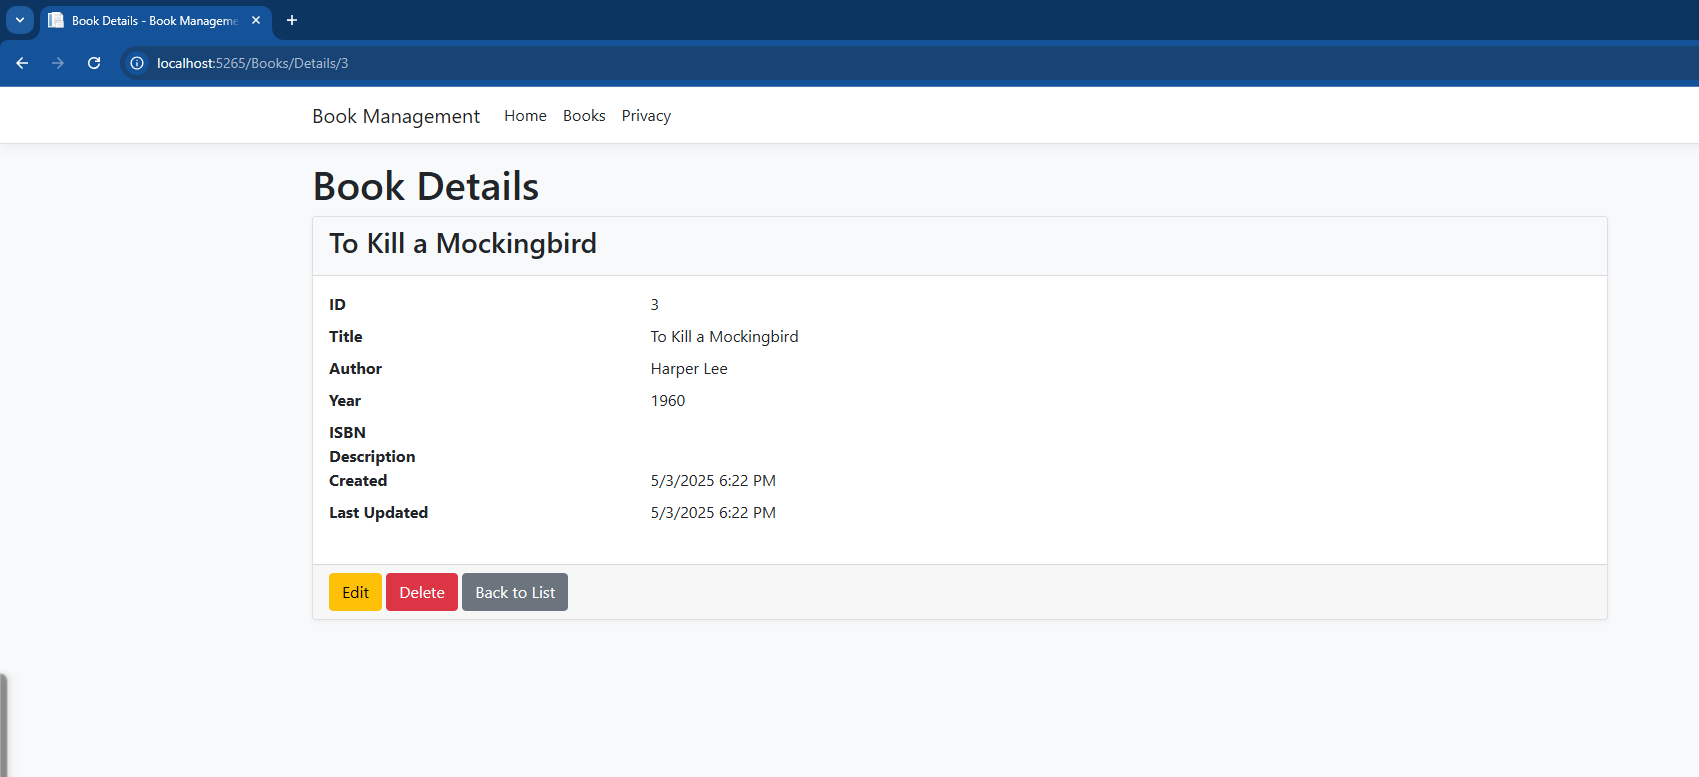 Book Details - Book Manageme
localhost:5265/Books/Details/3
Book Management Home Books Privacy
Book Details
To Kill a Mockingbird
ID 3
Title To Kill a Mockingbird
Author Harper Lee
Year 1960
ISBN
Description
Created 5/3/2025 6:22 PM
Last Updated 5/3/2025 6:22 PM
Edit Delete Back to List